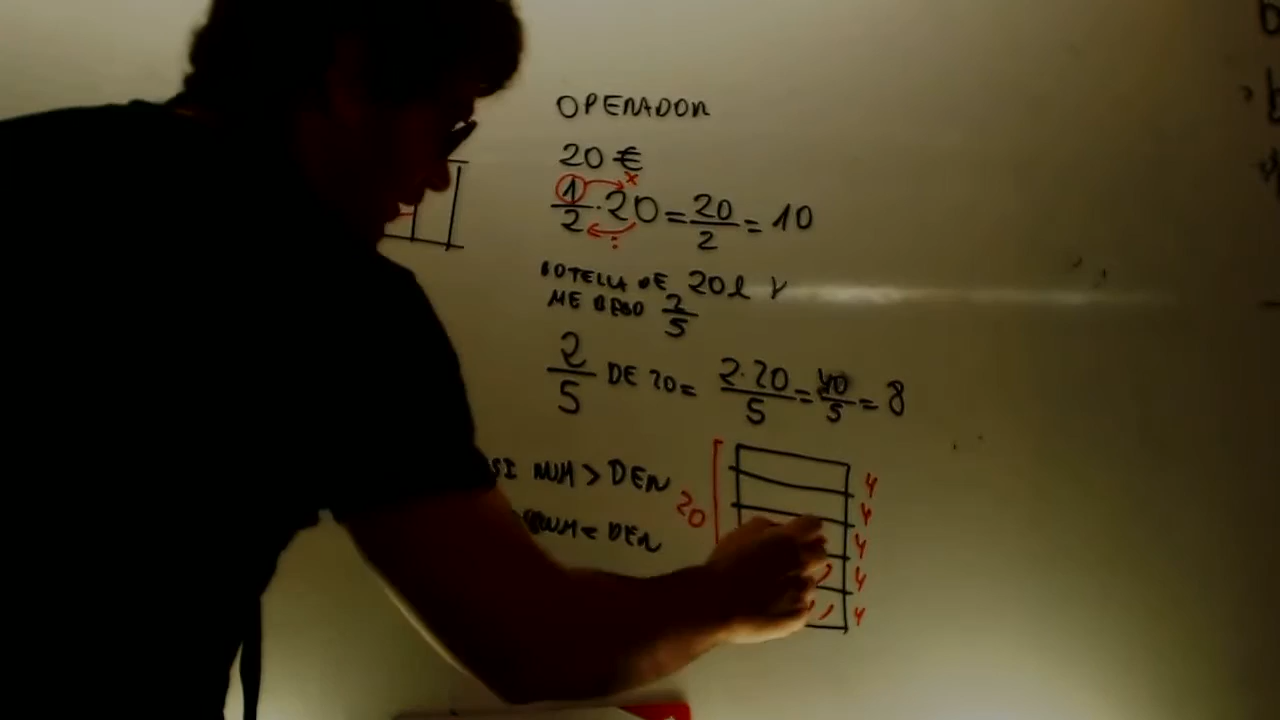 OPERADOR
20 €
1/2 · 20 = 20/2 = 10
x
:
BOTELLA DE 20l Y
ME BEBO 2/5
2/5 DE 20 = 2·20/5 = 40/5 = 8
SI NUM > DEN
NUM = DEN
20
4
4
4
4
4